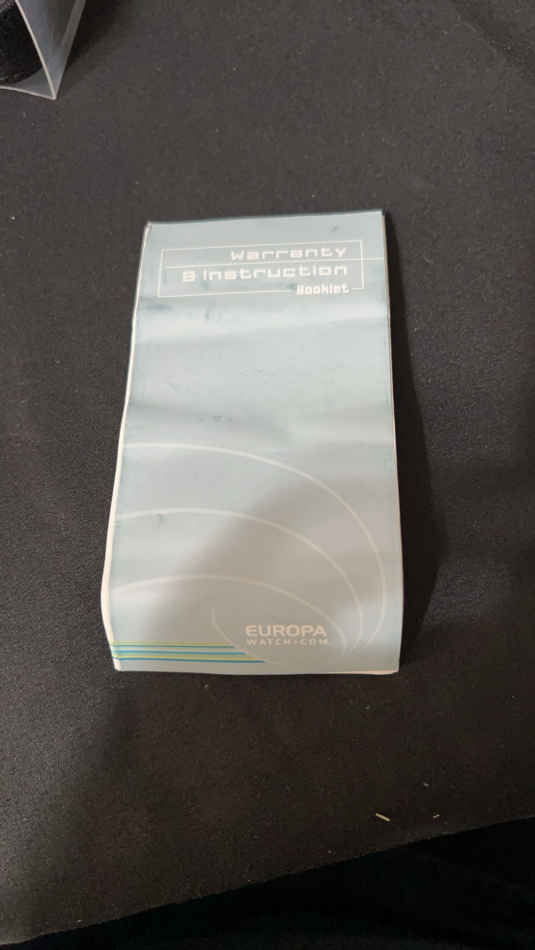 Warranty
& Instruction
Booklet
EUROPA
WATCH•COM